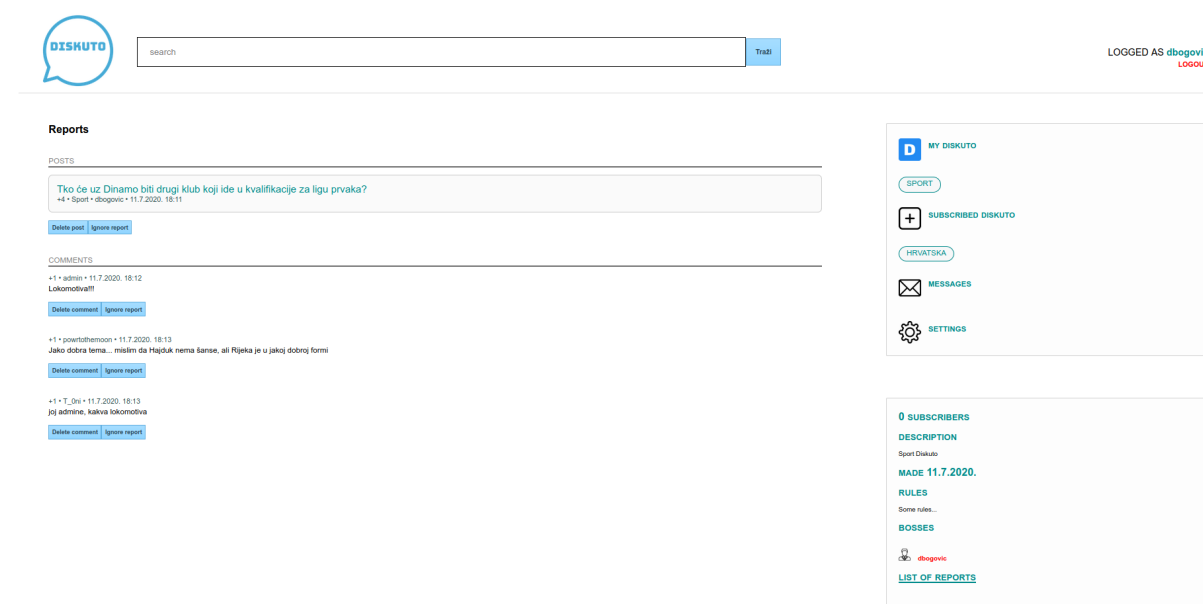 DISKUTO
search
Traži
LOGGED AS dbogovi
LOGOU
Reports
POSTS
Tko će uz Dinamo biti drugi klub koji ide u kvalifikacije za ligu prvaka?
+4 • Sport • dbogovic • 11.7.2020. 18:11
Delete post Ignore report
COMMENTS
+1 • admin • 11.7.2020. 18:12
Lokomotiva!!!
Delete comment Ignore report
+1 • powrtothemoon • 11.7.2020. 18:13
Jako dobra tema... mislim da Hajduk nema šanse, ali Rijeka je u jakoj dobroj formi
Delete comment Ignore report
+1 • T_0ni • 11.7.2020. 18:13
joj admine, kakva lokomotiva
Delete comment Ignore report
D MY DISKUTO
SPORT
SUBSCRIBED DISKUTO
HRVATSKA
MESSAGES
SETTINGS
0 SUBSCRIBERS
DESCRIPTION
Sport Diskuto
MADE 11.7.2020.
RULES
Some rules...
BOSSES
dbogovic
LIST OF REPORTS